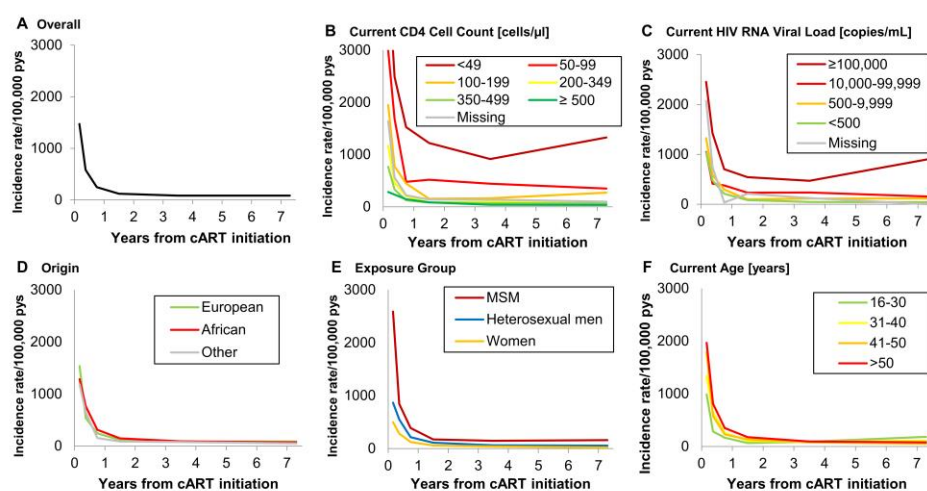 A Overall
Incidence rate/100,000 pys
3000
2000
1000
0
0 1 2 3 4 5 6 7
Years from cART initiation
B Current CD4 Cell Count [cells/µl]
Incidence rate/100,000 pys
3000
2000
1000
0
<49 50-99
100-199 200-349
350-499 ≥ 500
Missing
0 1 2 3 4 5 6 7
Years from cART initiation
C Current HIV RNA Viral Load [copies/mL]
Incidence rate/100,000 pys
3000
2000
1000
0
≥100,000
10,000-99,999
500-9,999
<500
Missing
0 1 2 3 4 5 6 7
Years from cART initiation
D Origin
Incidence rate/100,000 pys
3000
2000
1000
0
European
African
Other
0 1 2 3 4 5 6 7
Years from cART initiation
E Exposure Group
Incidence rate/100,000 pys
3000
2000
1000
0
MSM
Heterosexual men
Women
0 1 2 3 4 5 6 7
Years from cART initiation
F Current Age [years]
Incidence rate/100,000 pys
3000
2000
1000
0
16-30
31-40
41-50
>50
0 1 2 3 4 5 6 7
Years from cART initiation